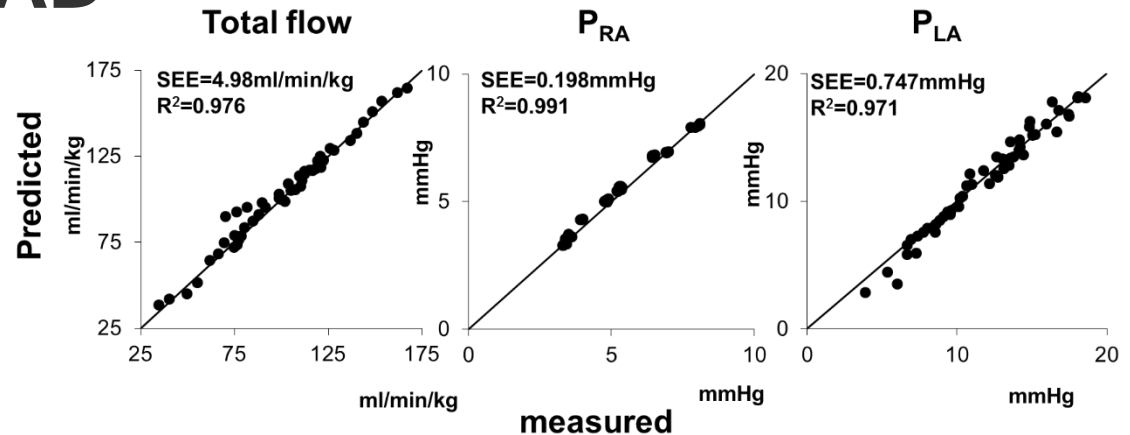 Total flow
P_RA
P_LA
SEE=4.98ml/min/kg
R²=0.976
SEE=0.198mmHg
R²=0.991
SEE=0.747mmHg
R²=0.971
Predicted
ml/min/kg
175
125
75
25
25 75 125 175
ml/min/kg
mmHg
10
5
0
0 5 10
mmHg
mmHg
20
10
0
0 10 20
mmHg
measured